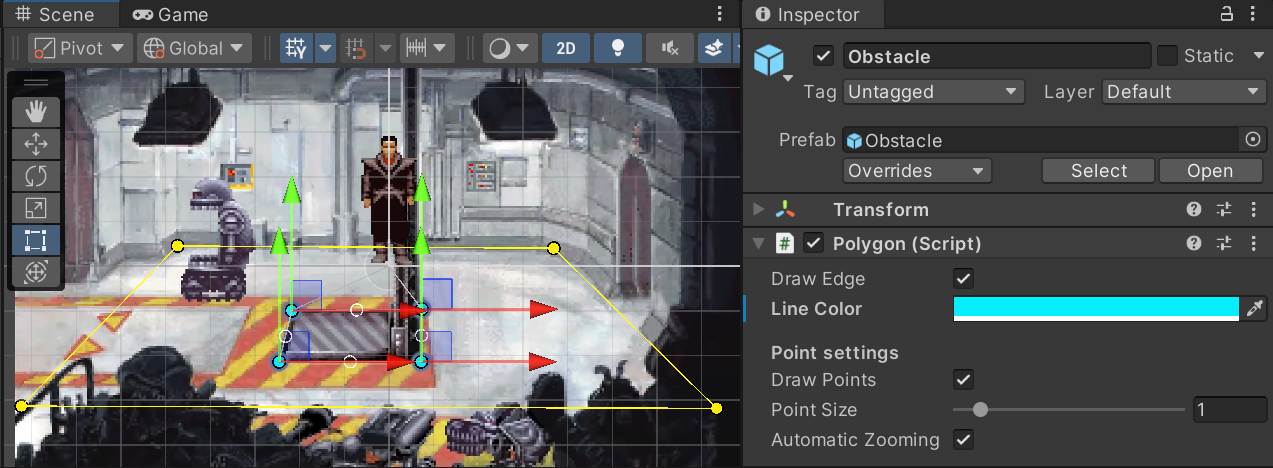 Scene Game
Inspector
Pivot Global 2D
Obstacle Static
Tag Untagged Layer Default
Prefab Obstacle
Overrides Select Open
Transform
Polygon (Script)
Draw Edge
Line Color
Point settings
Draw Points
Point Size 1
Automatic Zooming